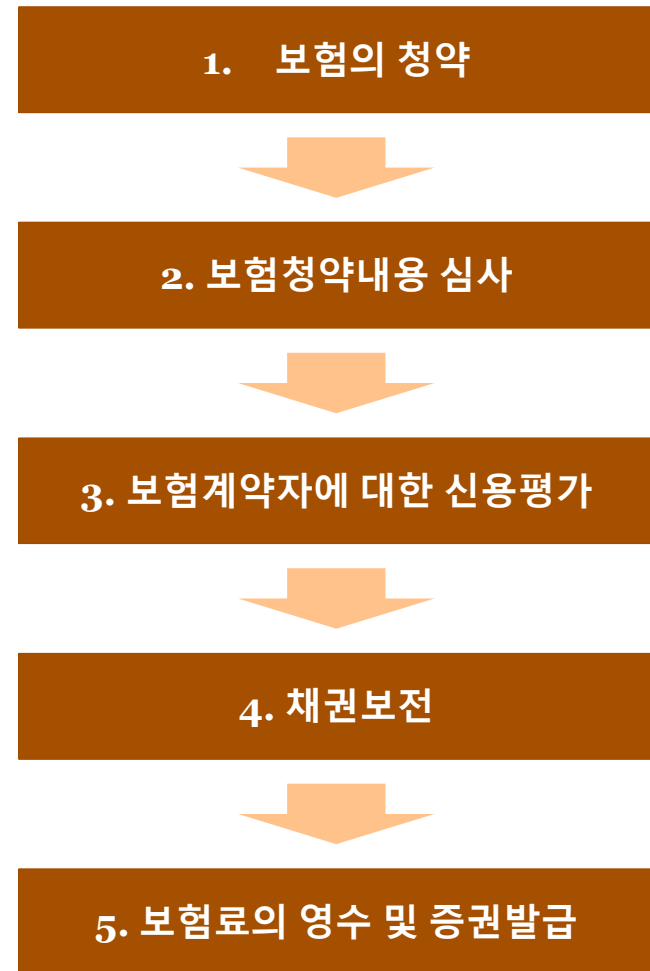 1. 보험의 청약
2. 보험청약내용 심사
3. 보험계약자에 대한 신용평가
4. 채권보전
5. 보험료의 영수 및 증권발급